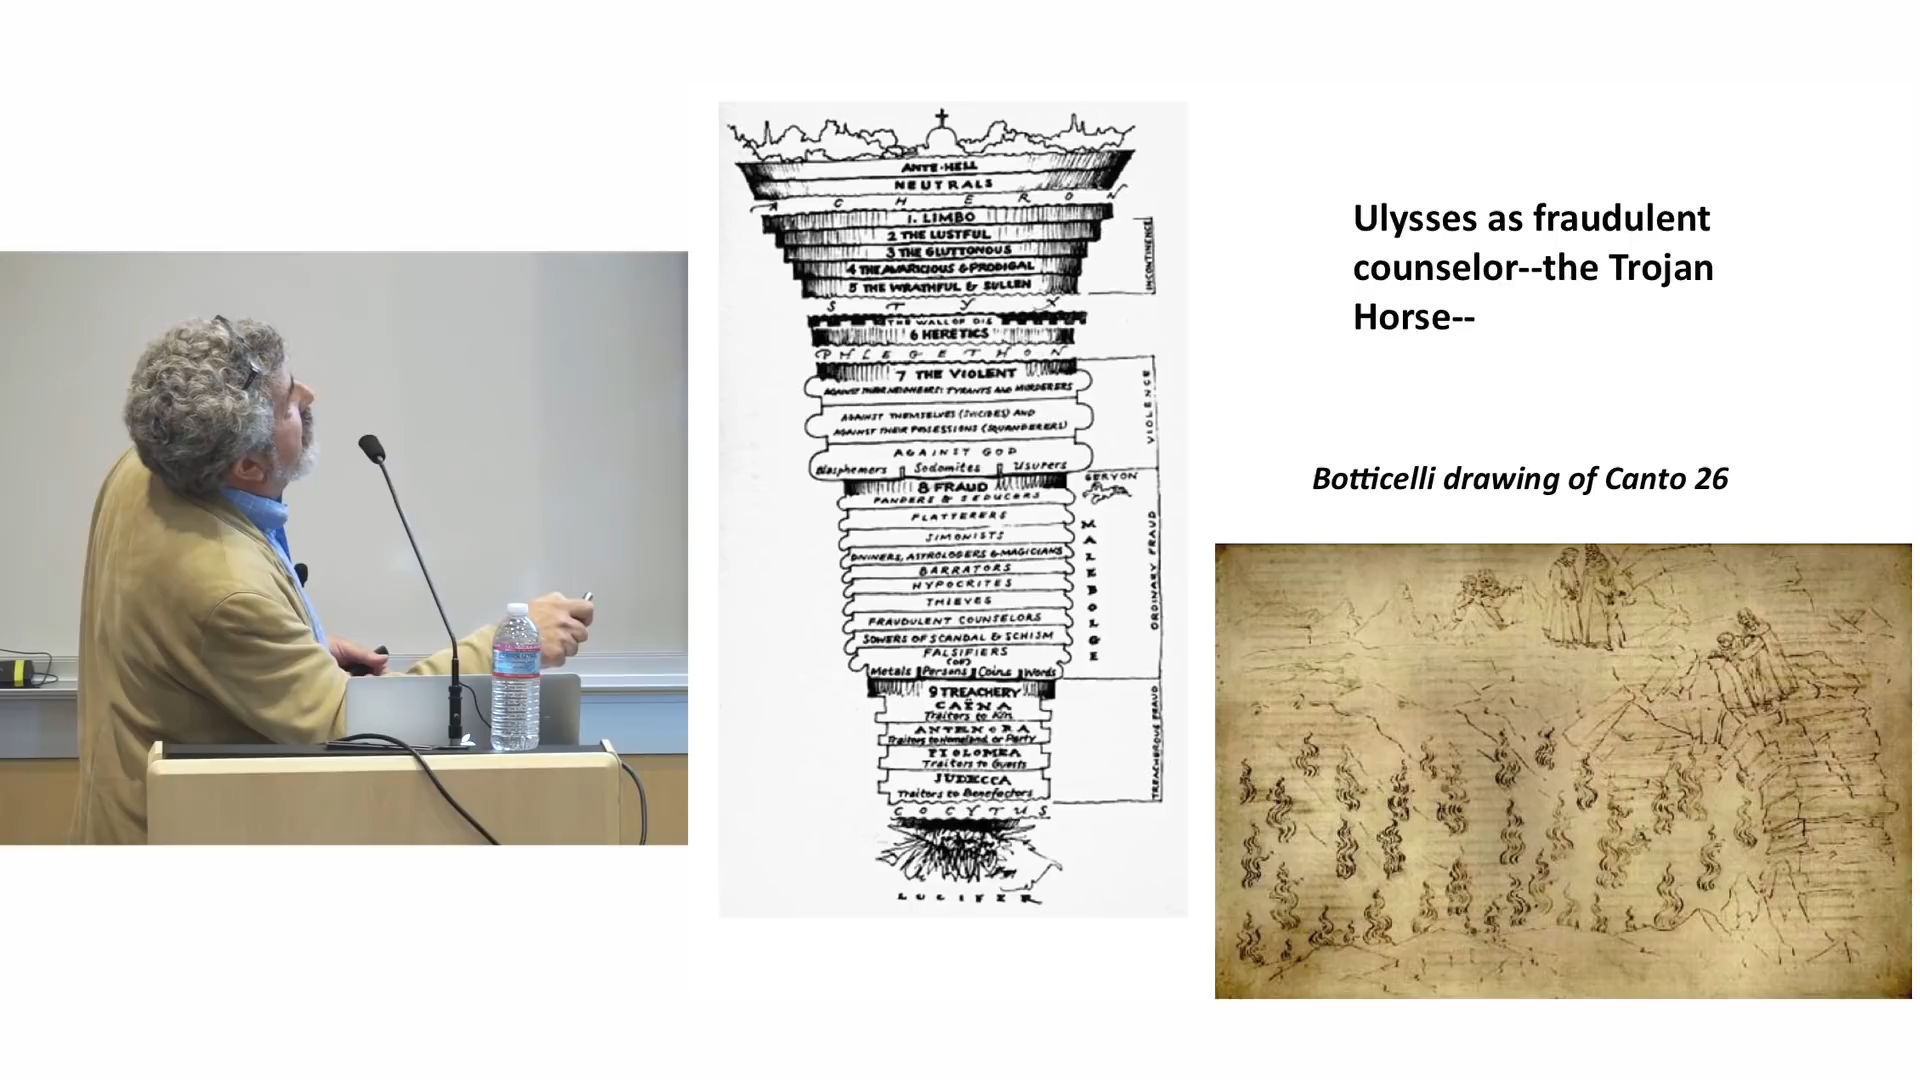 ANTE-HELL
NEUTRALS
ACHERON
1. LIMBO
2 THE LUSTFUL
3 THE GLUTTONOUS
4 THE AVARICIOUS & PRODIGAL
5 THE WRATHFUL & SULLEN
INCONTINENCE
STYX
THE WALL OF DIS
6 HERETICS
PHLEGETHON
7 THE VIOLENT
AGAINST THEIR NEIGHBORS: TYRANTS AND MURDERERS
AGAINST THEMSELVES (SUICIDES) AND
AGAINST THEIR POSSESSIONS (SQUANDERERS)
AGAINST GOD
Blasphemers Sodomites Usurers
VIOLENCE
8 FRAUD
GERYON
PANDERS & SEDUCERS
FLATTERERS
SIMONISTS
DIVINERS, ASTROLOGERS & MAGICIANS
BARRATORS
HYPOCRITES
THIEVES
FRAUDULENT COUNSELORS
SOWERS OF SCANDAL & SCHISM
FALSIFIERS
(OF)
Metals Persons Coins Words
MALEBOLGE
ORDINARY FRAUD
9 TREACHERY
CAÏNA
Traitors to Kin
ANTENORA
Traitors to Homeland or Party
PTOLOMEA
Traitors to Guests
JUDECCA
Traitors to Benefactors
TREACHEROUS FRAUD
COCYTUS
LUCIFER
Ulysses as fraudulent
counselor--the Trojan
Horse--
Botticelli drawing of Canto 26